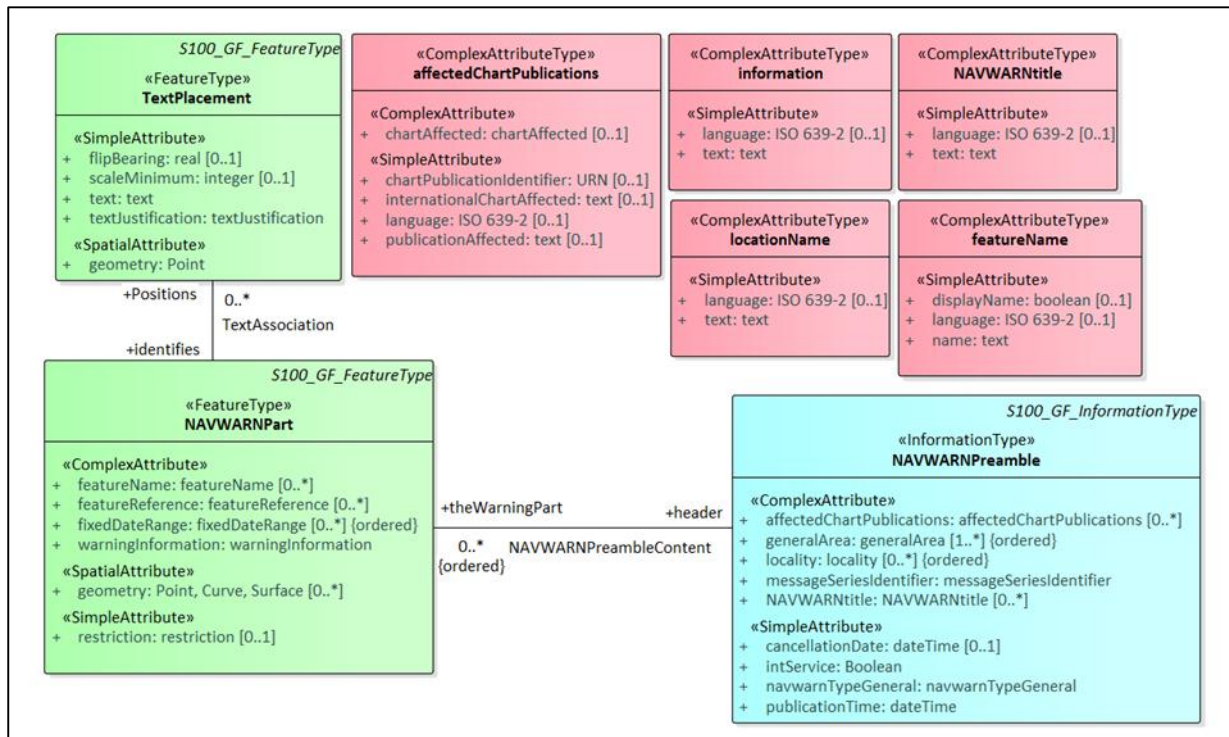 S100_GF_FeatureType
«FeatureType»
TextPlacement
«SimpleAttribute»
+ flipBearing: real [0..1]
+ scaleMinimum: integer [0..1]
+ text: text
+ textJustification: textJustification
«SpatialAttribute»
+ geometry: Point
«ComplexAttributeType»
affectedChartPublications
«ComplexAttribute»
+ chartAffected: chartAffected [0..1]
«SimpleAttribute»
+ chartPublicationIdentifier: URN [0..1]
+ internationalChartAffected: text [0..1]
+ language: ISO 639-2 [0..1]
+ publicationAffected: text [0..1]
«ComplexAttributeType»
information
«SimpleAttribute»
+ language: ISO 639-2 [0..1]
+ text: text
«ComplexAttributeType»
NAVWARNtitle
«SimpleAttribute»
+ language: ISO 639-2 [0..1]
+ text: text
«ComplexAttributeType»
locationName
«SimpleAttribute»
+ language: ISO 639-2 [0..1]
+ text: text
«ComplexAttributeType»
featureName
«SimpleAttribute»
+ displayName: boolean [0..1]
+ language: ISO 639-2 [0..1]
+ name: text
+Positions
0..*
TextAssociation
+identifies
S100_GF_FeatureType
«FeatureType»
NAVWARNPart
«ComplexAttribute»
+ featureName: featureName [0..*]
+ featureReference: featureReference [0..*]
+ fixedDateRange: fixedDateRange [0..*] {ordered}
+ warningInformation: warningInformation
«SpatialAttribute»
+ geometry: Point, Curve, Surface [0..*]
«SimpleAttribute»
+ restriction: restriction [0..1]
+theWarningPart
+header
0..*
NAVWARNPreambleContent
{ordered}
S100_GF_InformationType
«InformationType»
NAVWARNPreamble
«ComplexAttribute»
+ affectedChartPublications: affectedChartPublications [0..*]
+ generalArea: generalArea [1..*] {ordered}
+ locality: locality [0..*] {ordered}
+ messageSeriesIdentifier: messageSeriesIdentifier
+ NAVWARNtitle: NAVWARNtitle [0..*]
«SimpleAttribute»
+ cancellationDate: dateTime [0..1]
+ intService: Boolean
+ navwarnTypeGeneral: navwarnTypeGeneral
+ publicationTime: dateTime